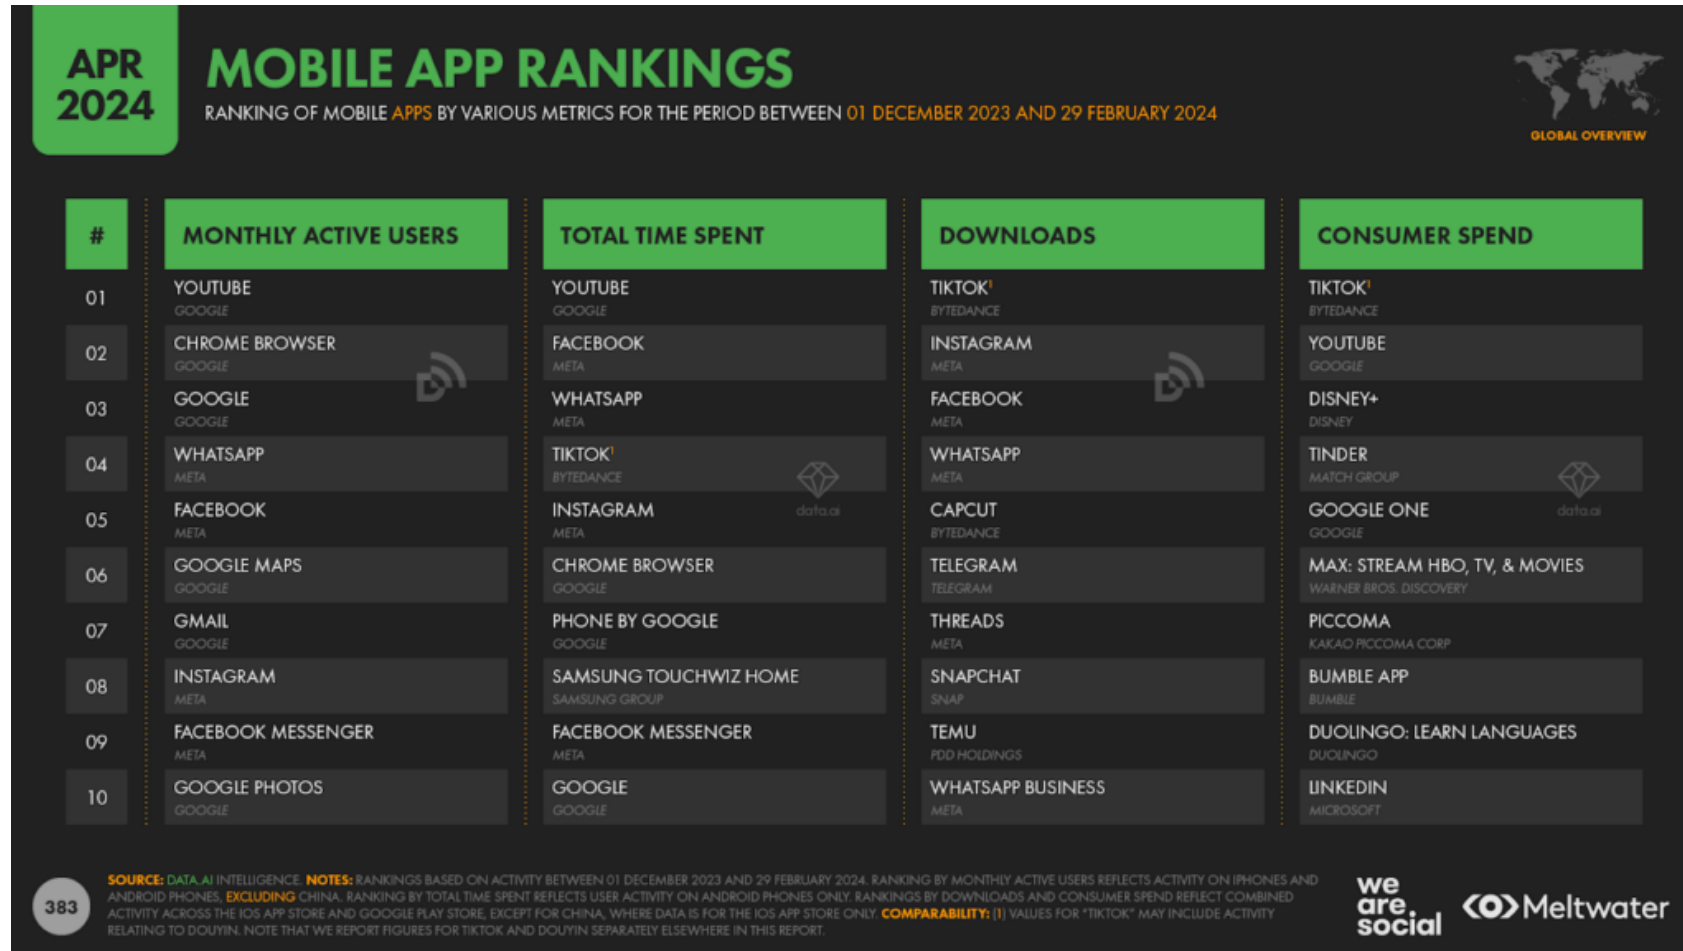 APR
2024
MOBILE APP RANKINGS
RANKING OF MOBILE APPS BY VARIOUS METRICS FOR THE PERIOD BETWEEN 01 DECEMBER 2023 AND 29 FEBRUARY 2024
GLOBAL OVERVIEW
# MONTHLY ACTIVE USERS TOTAL TIME SPENT DOWNLOADS CONSUMER SPEND
01 YOUTUBE YOUTUBE TIKTOK¹ TIKTOK¹
GOOGLE GOOGLE BYTEDANCE BYTEDANCE
02 CHROME BROWSER FACEBOOK INSTAGRAM YOUTUBE
GOOGLE META META GOOGLE
03 GOOGLE WHATSAPP FACEBOOK DISNEY+
GOOGLE META META DISNEY
04 WHATSAPP TIKTOK¹ WHATSAPP TINDER
META BYTEDANCE META MATCH GROUP
05 FACEBOOK INSTAGRAM CAPCUT GOOGLE ONE
META META data.ai BYTEDANCE GOOGLE data.ai
06 GOOGLE MAPS CHROME BROWSER TELEGRAM MAX: STREAM HBO, TV, & MOVIES
GOOGLE GOOGLE TELEGRAM WARNER BROS. DISCOVERY
07 GMAIL PHONE BY GOOGLE THREADS PICCOMA
GOOGLE GOOGLE META KAKAO PICCOMA CORP
08 INSTAGRAM SAMSUNG TOUCHWIZ HOME SNAPCHAT BUMBLE APP
META SAMSUNG GROUP SNAP BUMBLE
09 FACEBOOK MESSENGER FACEBOOK MESSENGER TEMU DUOLINGO: LEARN LANGUAGES
META META PDD HOLDINGS DUOLINGO
10 GOOGLE PHOTOS GOOGLE WHATSAPP BUSINESS LINKEDIN
GOOGLE GOOGLE META MICROSOFT
383
SOURCE: DATA.AI INTELLIGENCE. NOTES: RANKINGS BASED ON ACTIVITY BETWEEN 01 DECEMBER 2023 AND 29 FEBRUARY 2024. RANKING BY MONTHLY ACTIVE USERS REFLECTS ACTIVITY ON IPHONES AND
ANDROID PHONES, EXCLUDING CHINA. RANKING BY TOTAL TIME SPENT REFLECTS USER ACTIVITY ON ANDROID PHONES ONLY. RANKINGS BY DOWNLOADS AND CONSUMER SPEND REFLECT COMBINED
ACTIVITY ACROSS THE IOS APP STORE AND GOOGLE PLAY STORE, EXCEPT FOR CHINA, WHERE DATA IS FOR THE IOS APP STORE ONLY. COMPARABILITY: (1) VALUES FOR "TIKTOK" MAY INCLUDE ACTIVITY
RELATING TO DOUYIN. NOTE THAT WE REPORT FIGURES FOR TIKTOK AND DOUYIN SEPARATELY ELSEWHERE IN THIS REPORT.
we
are
social
Meltwater